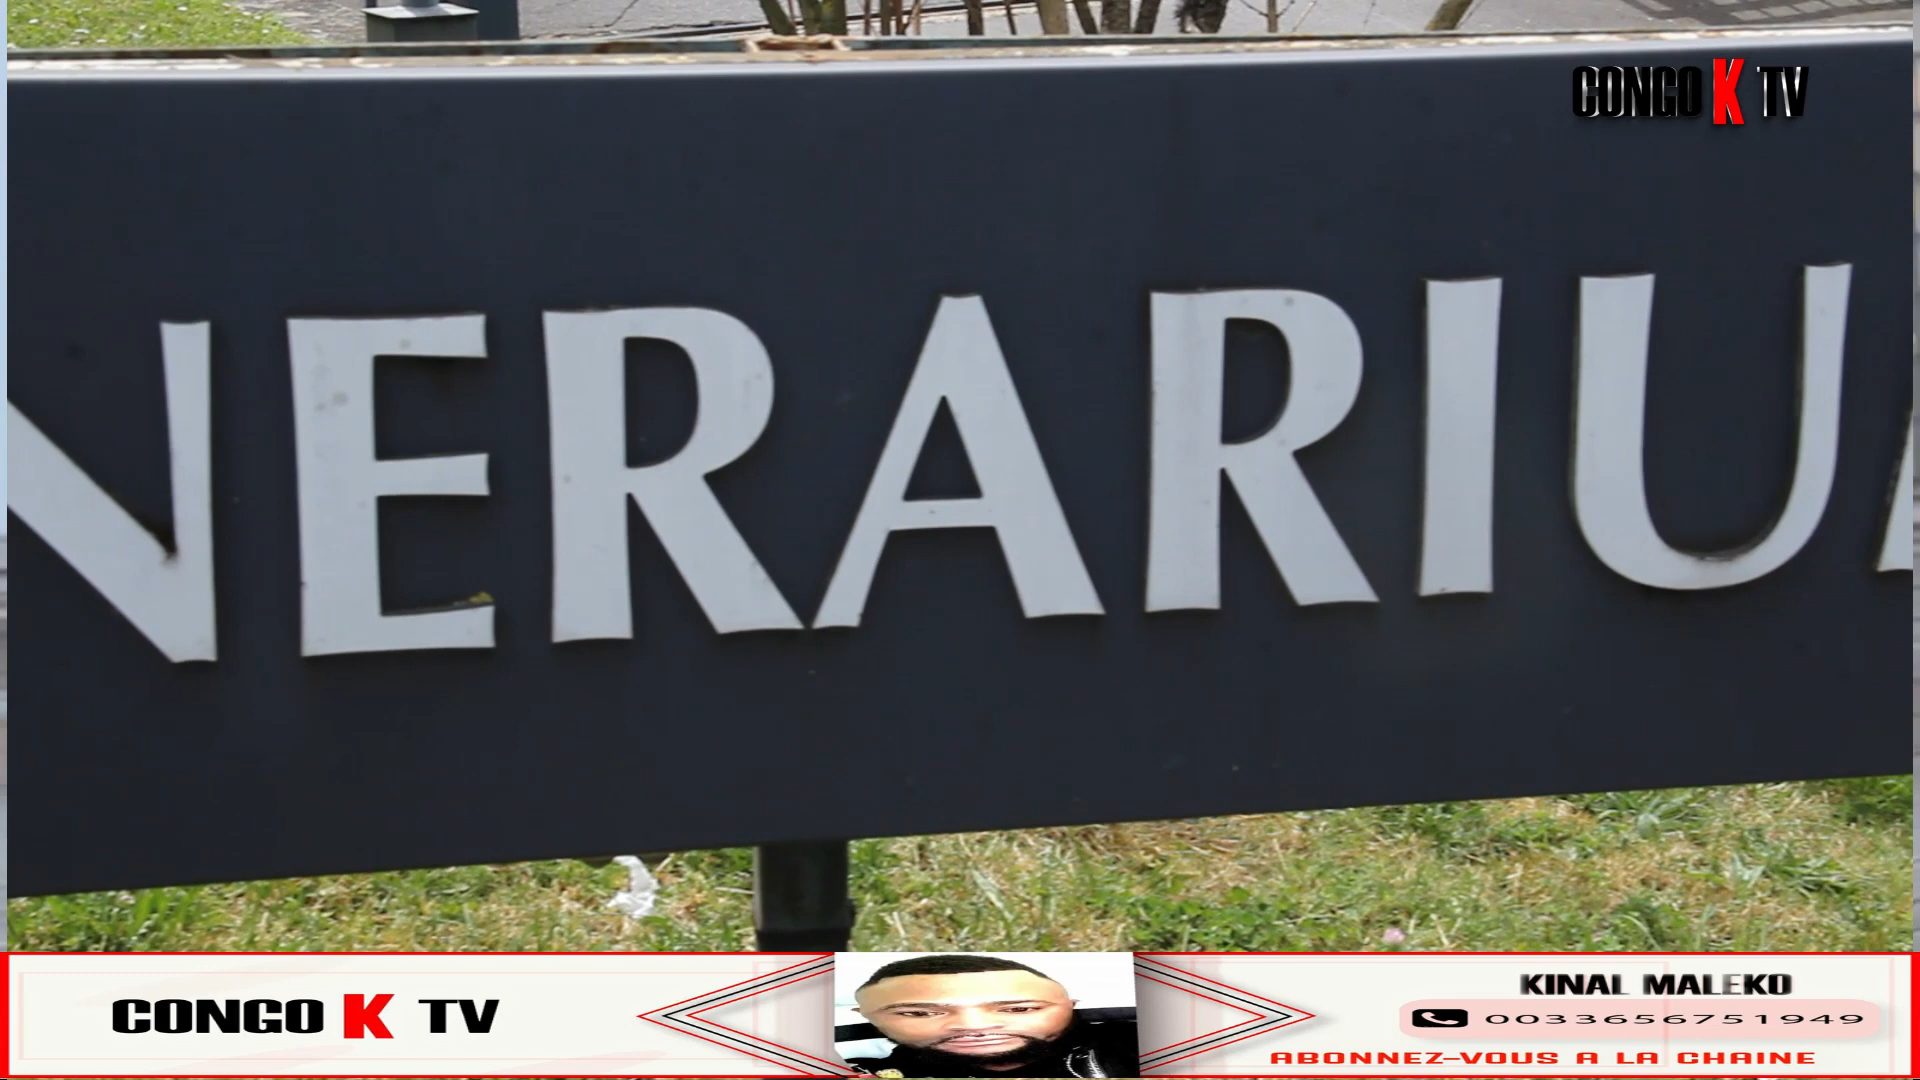 CONGO K TV
NERARIU
CONGO K TV
KINAL MALEKO
0033656751949
ABONNEZ-VOUS A LA CHAINE